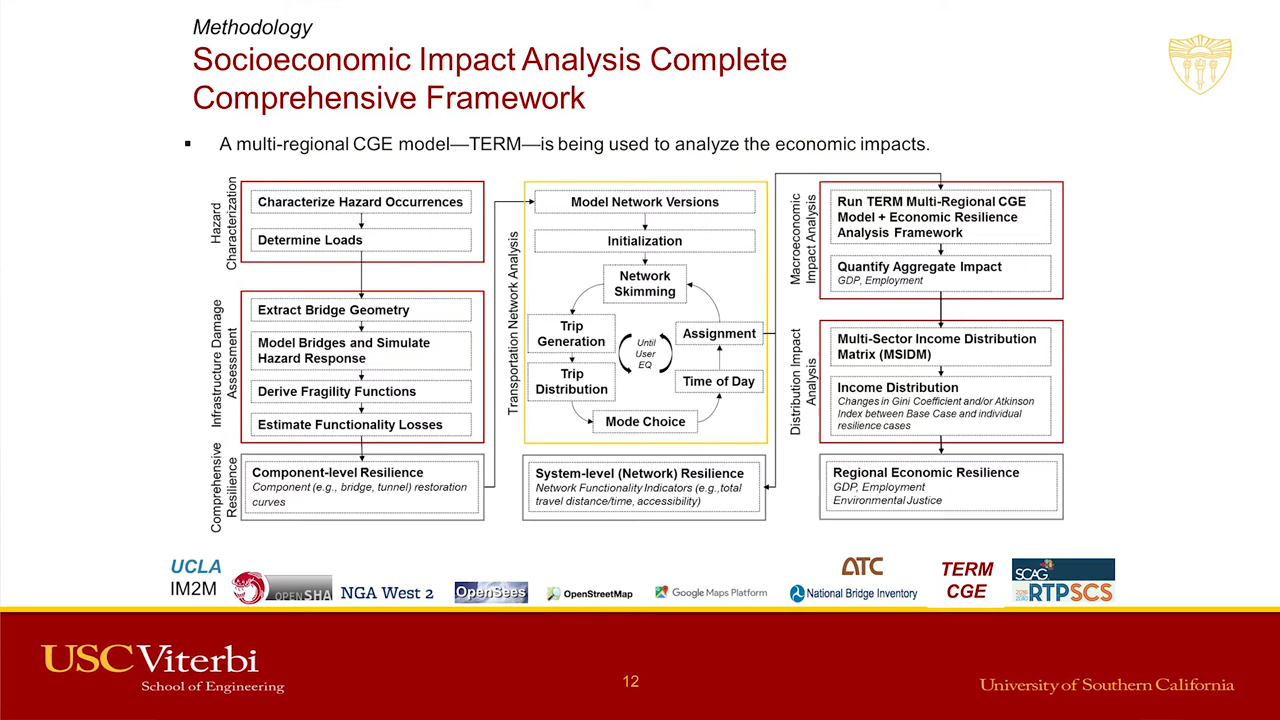 Methodology
Socioeconomic Impact Analysis Complete
Comprehensive Framework
▪ A multi-regional CGE model—TERM—is being used to analyze the economic impacts.
Hazard
Characterization
Characterize Hazard Occurrences
Determine Loads
Infrastructure Damage
Assessment
Extract Bridge Geometry
Model Bridges and Simulate
Hazard Response
Derive Fragility Functions
Estimate Functionality Losses
Comprehensive
Resilience
Component-level Resilience
Component (e.g., bridge, tunnel) restoration
curves
Transportation Network Analysis
Model Network Versions
Initialization
Network
Skimming
Trip
Generation
Trip
Distribution
Mode Choice
Time of Day
Assignment
Until
User
EQ
System-level (Network) Resilience
Network Functionality Indicators (e.g.,total
travel distance/time, accessibility)
Macroeconomic
Impact Analysis
Run TERM Multi-Regional CGE
Model + Economic Resilience
Analysis Framework
Quantify Aggregate Impact
GDP, Employment
Distribution Impact
Analysis
Multi-Sector Income Distribution
Matrix (MSIDM)
Income Distribution
Changes in Gini Coefficient and/or Atkinson
Index between Base Case and individual
resilience cases
Regional Economic Resilience
GDP, Employment
Environmental Justice
UCLA
IM2M
OPENSHA
NGA West 2
OpenSees
OpenStreetMap
Google Maps Platform
ATC
National Bridge Inventory
TERM
CGE
SCAG
RTPSCS
USC Viterbi
School of Engineering
12
University of Southern California